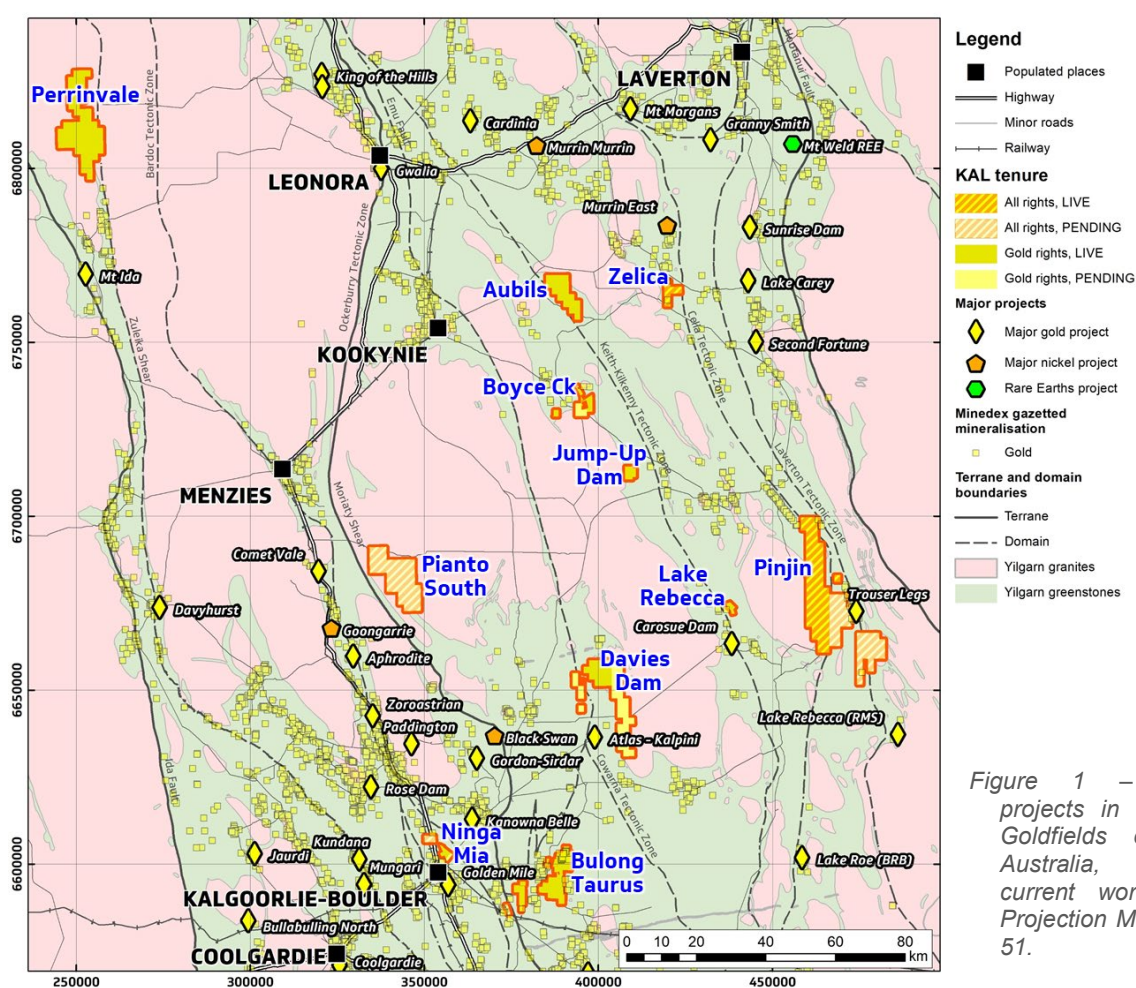 Perrinvale
Bardoc Tectonic Zone
King of the Hills
Emu Fault
Cardinia
LAVERTON
Hootanui Fault
Mt Morgans
Granny Smith
Murrin Murrin
Mt Weld REE
LEONORA
Gwalia
Murrin East
Sunrise Dam
Mt Ida
Zuleika Shear
Ockerburry Tectonic Zone
Aubils
Zelica
Lake Carey
Celia Tectonic Zone
KOOKYNIE
Second Fortune
Keith-Kilkenny Tectonic Zone
Boyce Ck
Laverton Tectonic Zone
Jump-Up
Dam
MENZIES
Moriaty Shear
Comet Vale
Pianto
South
Lake
Rebecca
Pinjin
Trouser Legs
Davyhurst
Goongarrie
Carosue Dam
Aphrodite
Davies
Dam
Zoroastrian
Paddington
Lake Rebecca (RMS)
Black Swan
Atlas - Kalpini
Gordon-Sirdar
Ida Fault
Rose Dam
Cowarna Tectonic Zone
Kanowna Belle
Ninga
Mia
Kundana
Jaurdi
Mungari
Golden Mile
Bulong
Taurus
Lake Roe (BRB)
KALGOORLIE-BOULDER
Bullabulling North
COOLGARDIE
Coolgardie
0 10 20 40 60 80
km
6800000
6750000
6700000
6650000
6600000
250000 300000 350000 400000 450000
Legend
Populated places
Highway
Minor roads
Railway
KAL tenure
All rights, LIVE
All rights, PENDING
Gold rights, LIVE
Gold rights, PENDING
Major projects
Major gold project
Major nickel project
Rare Earths project
Minedex gazetted
mineralisation
Gold
Terrane and domain
boundaries
Terrane
Domain
Yilgarn granites
Yilgarn greenstones
Figure 1 –
projects in
Goldfields
Australia,
current
Projection
51.